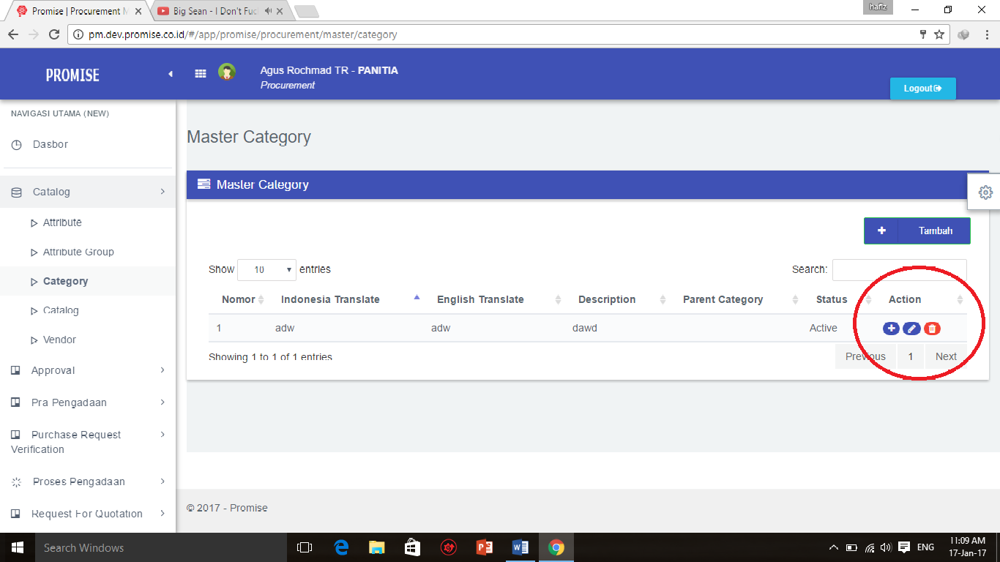 Promise | Procurement M
Big Sean - I Don't Fuc
hafiz
pm.dev.promise.co.id/#/app/promise/procurement/master/category
PROMISE
Agus Rochmad TR - PANITIA
Procurement
Logout
NAVIGASI UTAMA (NEW)
Dasbor
Catalog
Attribute
Attribute Group
Category
Catalog
Vendor
Approval
Pra Pengadaan
Purchase Request
Verification
Proses Pengadaan
Request For Quotation
Master Category
Master Category
Tambah
Show 10 entries
Search:
Nomor Indonesia Translate English Translate Description Parent Category Status Action
1 adw adw dawd Active
Showing 1 to 1 of 1 entries
Previous 1 Next
© 2017 - Promise
Search Windows
ENG
11:09 AM
17-Jan-17